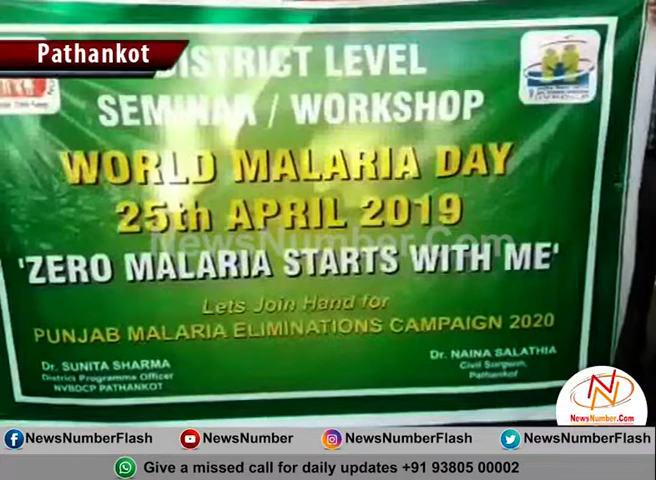 Pathankot
DISTRICT LEVEL
SEMINAR / WORKSHOP
WORLD MALARIA DAY
25th APRIL 2019
NewsNumber.Com
'ZERO MALARIA STARTS WITH ME'
Lets Join Hand for
PUNJAB MALARIA ELIMINATIONS CAMPAIGN 2020
Dr. SUNITA SHARMA
District Programme Officer
NVBDCP PATHANKOT
Dr. NAINA SALATHIA
Civil Surgeon,
Pathankot
N
NewsNumber.Com
NewsNumberFlash
NewsNumber
NewsNumberFlash
NewsNumberFlash
Give a missed call for daily updates +91 93805 00002